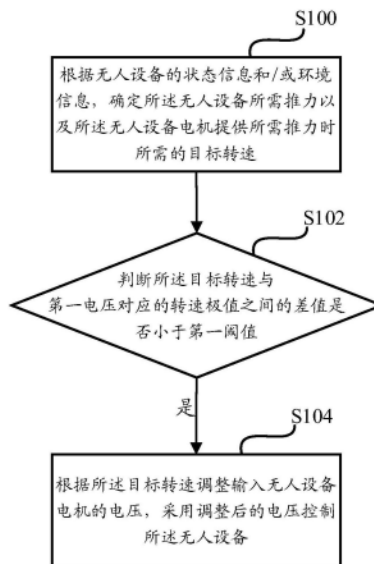 S100
根据无人设备的状态信息和/或环境
信息，确定所述无人设备所需推力以
及所述无人设备电机提供所需推力时
所需的目标转速
S102
判断所述目标转速与
第一电压对应的转速极值之间的差值是
否小于第一阈值
是
S104
根据所述目标转速调整输入无人设备
电机的电压，采用调整后的电压控制
所述无人设备